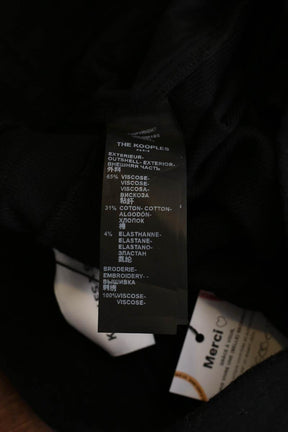 THE KOOPLES
PARIS
EXTERIEUR-
OUTSHELL-EXTERIOR-
ВНЕШНЯЯ ЧАСТЬ
外料
65% VISCOSE-
VISCOSE-
VISCOSA-
ВИСКОЗА
粘纤
31% COTON-COTTON-
ALGODÓN-
ХЛОПОК
棉
4% ELASTHANNE-
ELASTANE-
ELASTANO-
ЭЛАСТАН
氨纶
BRODERIE-
EMBROIDERY-
ВЫШИВКА
刺绣
100%VISCOSE-
VISCOSE-
Merci ♡